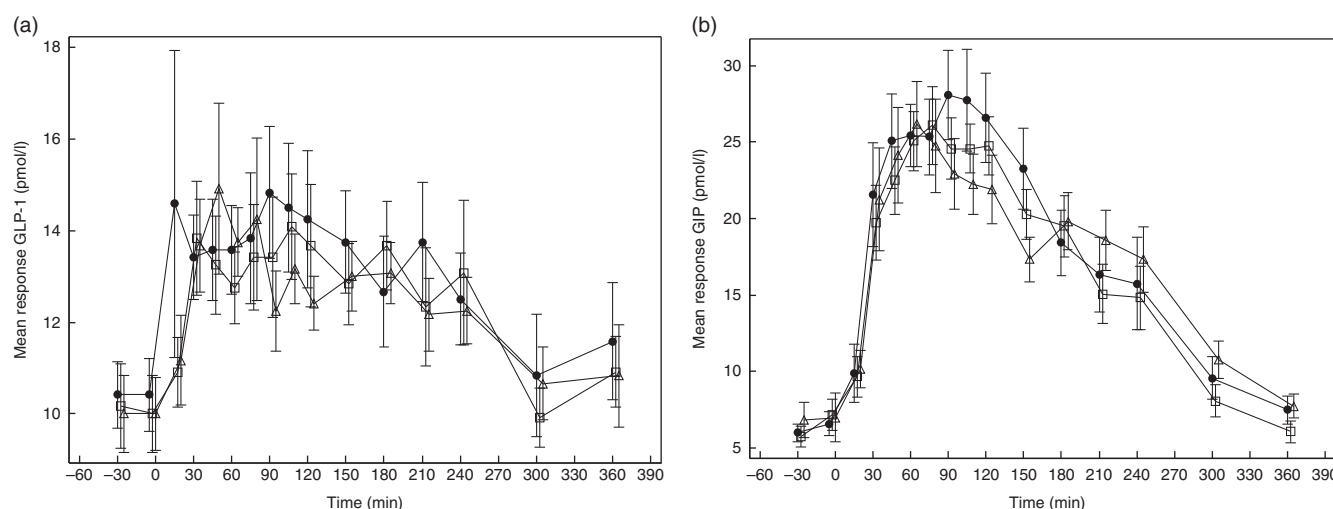 (a)
18
16
14
12
10
Mean response GLP-1 (pmol/l)
–60 –30 0 30 60 90 120 150 180 210 240 270 300 330 360 390
Time (min)
(b)
30
25
20
15
10
5
Mean response GIP (pmol/l)
–60 –30 0 30 60 90 120 150 180 210 240 270 300 330 360 390
Time (min)